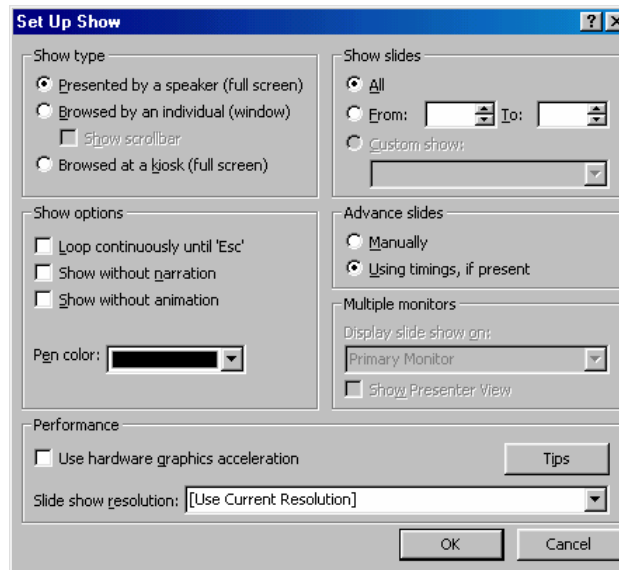 Set Up Show
Show type
Presented by a speaker (full screen)
Browsed by an individual (window)
Show scrollbar
Browsed at a kiosk (full screen)
Show slides
All
From: To:
Custom show:
Show options
Loop continuously until 'Esc'
Show without narration
Show without animation
Pen color:
Advance slides
Manually
Using timings, if present
Multiple monitors
Display slide show on:
Primary Monitor
Show Presenter View
Performance
Use hardware graphics acceleration
Tips
Slide show resolution: [Use Current Resolution]
OK Cancel